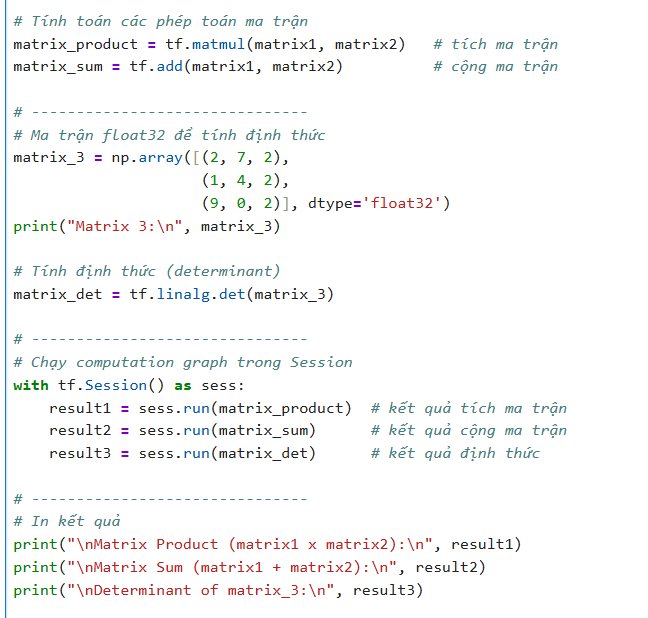 # Tính toán các phép toán ma trận
matrix_product = tf.matmul(matrix1, matrix2)   # tích ma trận
matrix_sum = tf.add(matrix1, matrix2)          # cộng ma trận
# -------------------------------
# Ma trận float32 để tính định thức
matrix_3 = np.array([(2, 7, 2),
                     (1, 4, 2),
                     (9, 0, 2)], dtype='float32')
print("Matrix 3:\n", matrix_3)
# Tính định thức (determinant)
matrix_det = tf.linalg.det(matrix_3)
# -------------------------------
# Chạy computation graph trong Session
with tf.Session() as sess:
    result1 = sess.run(matrix_product)  # kết quả tích ma trận
    result2 = sess.run(matrix_sum)      # kết quả cộng ma trận
    result3 = sess.run(matrix_det)      # kết quả định thức
# -------------------------------
# In kết quả
print("\nMatrix Product (matrix1 x matrix2):\n", result1)
print("\nMatrix Sum (matrix1 + matrix2):\n", result2)
print("\nDeterminant of matrix_3:\n", result3)